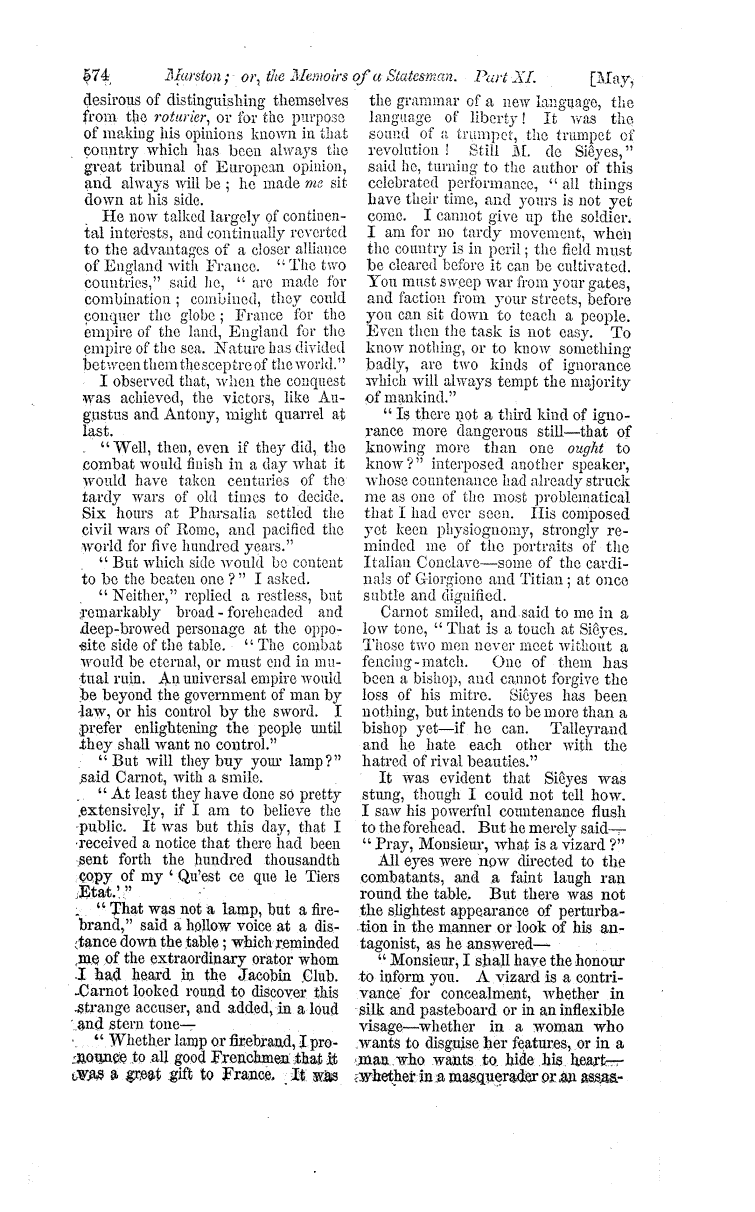 574 Marston; or, the Memoirs of a Statesman. Part XI. [May,
desirous of distinguishing themselves
from the roturier, or for the purpose
of making his opinions known in that
country which has been always the
great tribunal of European opinion,
and always will be; he made me sit
down at his side.
He now talked largely of continen-
tal interests, and continually reverted
to the advantages of a closer alliance
of England with France. "The two
countries," said he, "are made for
combination; combined, they could
conquer the globe; France for the
empire of the land, England for the
empire of the sea. Nature has divided
between them the sceptre of the world."
I observed that, when the conquest
was achieved, the victors, like Au-
gustus and Antony, might quarrel at
last.
"Well, then, even if they did, the
combat would finish in a day what it
would have taken centuries of the
tardy wars of old times to decide.
Six hours at Pharsalia settled the
civil wars of Rome, and pacified the
world for five hundred years."
"But which side would be content
to be the beaten one?" I asked.
"Neither," replied a restless, but
remarkably broad-foreheaded and
deep-browed personage at the oppo-
site side of the table. "The combat
would be eternal, or must end in mu-
tual ruin. An universal empire would
be beyond the government of man by
law, or his control by the sword. I
prefer enlightening the people until
they shall want no control."
"But will they buy your lamp?"
said Carnot, with a smile.
"At least they have done so pretty
extensively, if I am to believe the
public. It was but this day, that I
received a notice that there had been
sent forth the hundred thousandth
copy of my 'Qu'est ce que le Tiers
Etat.'"
"That was not a lamp, but a fire-
brand," said a hollow voice at a dis-
tance down the table; which reminded
me of the extraordinary orator whom
I had heard in the Jacobin Club.
Carnot looked round to discover this
strange accuser, and added, in a loud
and stern tone—
"Whether lamp or firebrand, I pro-
nounce to all good Frenchmen that it
was a great gift to France. It was
the grammar of a new language, the
language of liberty! It was the
sound of a trumpet, the trumpet of
revolution! Still M. de Siêyes,"
said he, turning to the author of this
celebrated performance, "all things
have their time, and yours is not yet
come. I cannot give up the soldier.
I am for no tardy movement, when
the country is in peril; the field must
be cleared before it can be cultivated.
You must sweep war from your gates,
and faction from your streets, before
you can sit down to teach a people.
Even then the task is not easy. To
know nothing, or to know something
badly, are two kinds of ignorance
which will always tempt the majority
of mankind."
"Is there not a third kind of igno-
rance more dangerous still—that of
knowing more than one ought to
know?" interposed another speaker,
whose countenance had already struck
me as one of the most problematical
that I had ever seen. His composed
yet keen physiognomy, strongly re-
minded me of the portraits of the
Italian Conclave—some of the cardi-
nals of Giorgione and Titian; at once
subtle and dignified.
Carnot smiled, and said to me in a
low tone, "That is a touch at Siêyes.
Those two men never meet without a
fencing-match. One of them has
been a bishop, and cannot forgive the
loss of his mitre. Siêyes has been
nothing, but intends to be more than a
bishop yet—if he can. Talleyrand
and he hate each other with the
hatred of rival beauties."
It was evident that Siêyes was
stung, though I could not tell how.
I saw his powerful countenance flush
to the forehead. But he merely said—
"Pray, Monsieur, what is a vizard?"
All eyes were now directed to the
combatants, and a faint laugh ran
round the table. But there was not
the slightest appearance of perturba-
tion in the manner or look of his an-
tagonist, as he answered—
"Monsieur, I shall have the honour
to inform you. A vizard is a contri-
vance for concealment, whether in
silk and pasteboard or in an inflexible
visage—whether in a woman who
wants to disguise her features, or in a
man who wants to hide his heart—
whether in a masquerader or an assas-